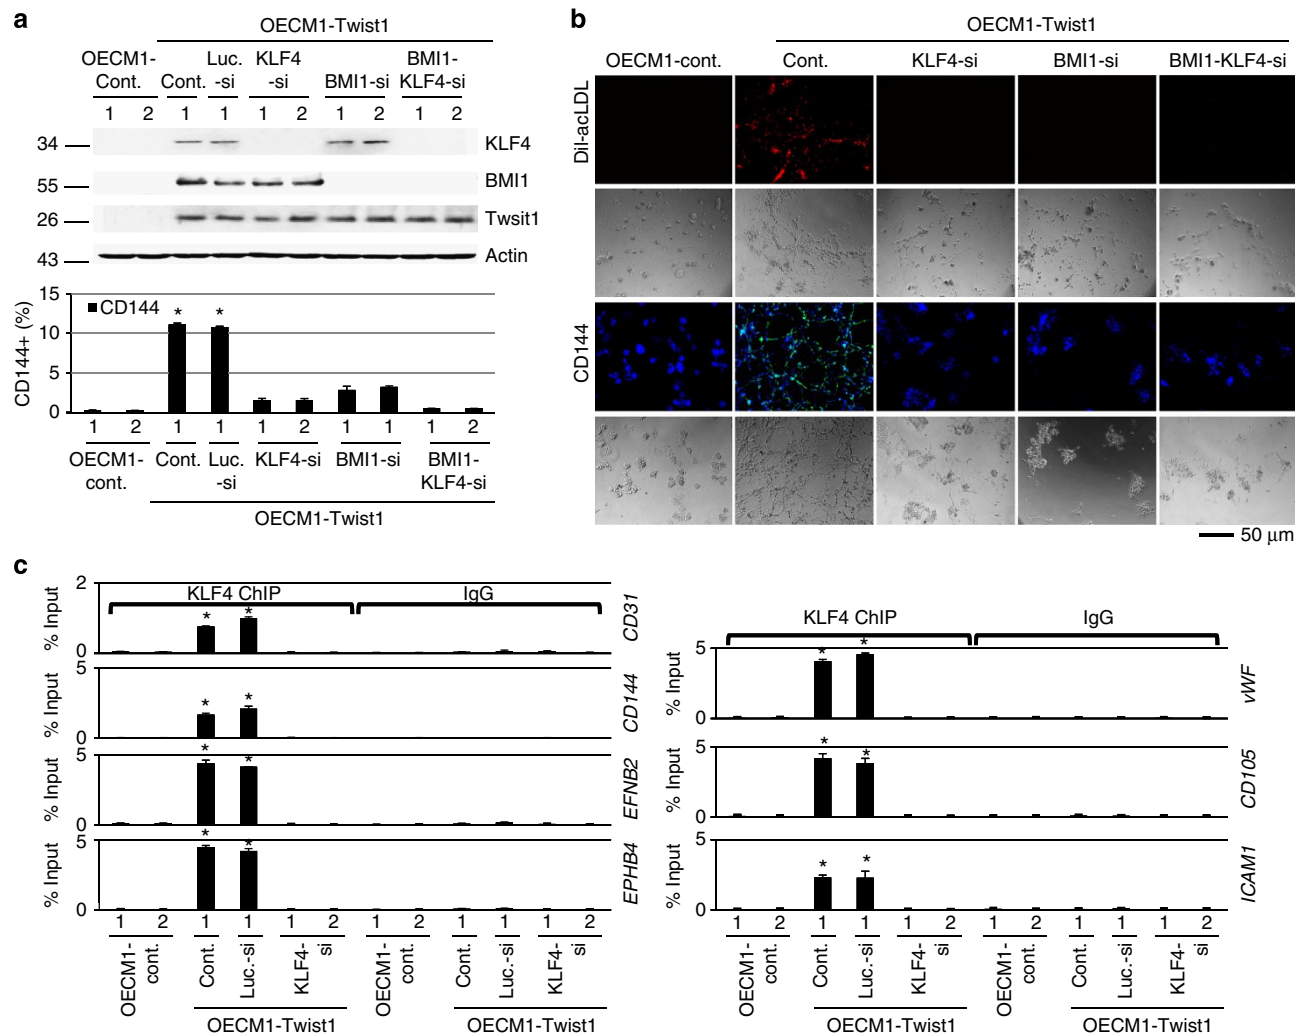 a
OECM1-Twist1
OECM1-
Cont.
Cont.
Luc.
-si
KLF4
-si
BMI1-si
BMI1-
KLF4-si
1 2 1 1 1 2 1 2 1 2
34 KLF4
55 BMI1
26 Twsit1
43 Actin
15
10
5
0
CD144+ (%)
CD144
* *
1 2 1 1 1 2 1 1 1 2
OECM1-
cont.
Cont.
Luc.
-si
KLF4-si
BMI1-si
BMI1-
KLF4-si
OECM1-Twist1
b
OECM1-Twist1
OECM1-cont. Cont. KLF4-si BMI1-si BMI1-KLF4-si
Dil-acLDL
CD144
50 μm
c
KLF4 ChIP IgG
2
0
% Input
* *
CD31
5
0
% Input
* *
CD144
5
0
% Input
* *
EFNB2
5
0
% Input
* *
EPHB4
1 2 1 1 1 2 1 2 1 1 1 2
OECM1-
cont.
Cont.
Luc.-si
KLF4-
si
OECM1-
cont.
Cont.
Luc.-si
KLF4-
si
OECM1-Twist1 OECM1-Twist1
KLF4 ChIP IgG
5
0
% Input
* *
vWF
5
0
% Input
* *
CD105
5
0
% Input
* *
ICAM1
1 2 1 1 1 2 1 2 1 1 1 2
OECM1-
cont.
Cont.
Luc.-si
KLF4-
si
OECM1-
cont.
Cont.
Luc.-si
KLF4-
si
OECM1-Twist1 OECM1-Twist1